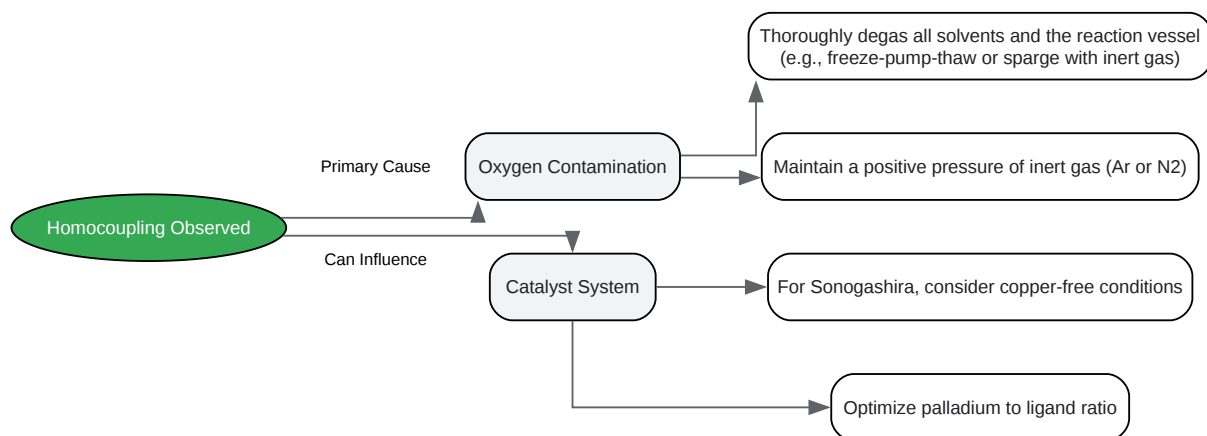 Thoroughly degas all solvents and the reaction vessel
(e.g., freeze-pump-thaw or sparge with inert gas)
Primary Cause
Oxygen Contamination
Maintain a positive pressure of inert gas (Ar or N2)
Homocoupling Observed
Can Influence
Catalyst System
For Sonogashira, consider copper-free conditions
Optimize palladium to ligand ratio